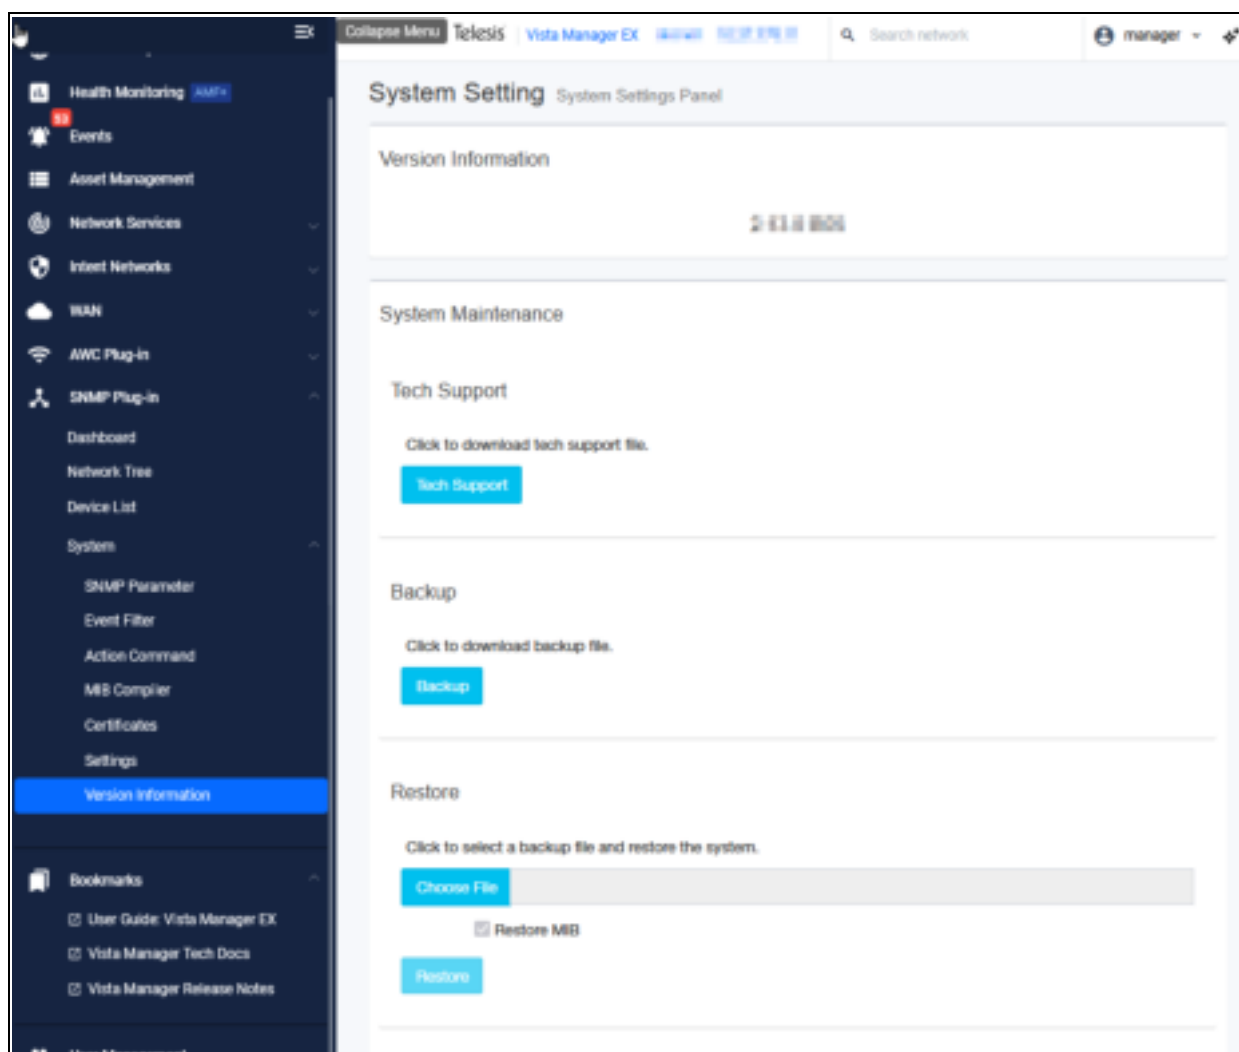 Collapse Menu Telesis Vista Manager EX Search network manager
Health Monitoring AMF+
53
Events
Asset Management
Network Services
Intent Networks
WAN
AWC Plug-in
SNMP Plug-in
Dashboard
Network Tree
Device List
System
SNMP Parameter
Event Filter
Action Command
MIB Compiler
Certificates
Settings
Version Information
Bookmarks
User Guide: Vista Manager EX
Vista Manager Tech Docs
Vista Manager Release Notes
System Setting System Settings Panel
Version Information
System Maintenance
Tech Support
Click to download tech support file.
Tech Support
Backup
Click to download backup file.
Backup
Restore
Click to select a backup file and restore the system.
Choose File
Restore MIB
Restore